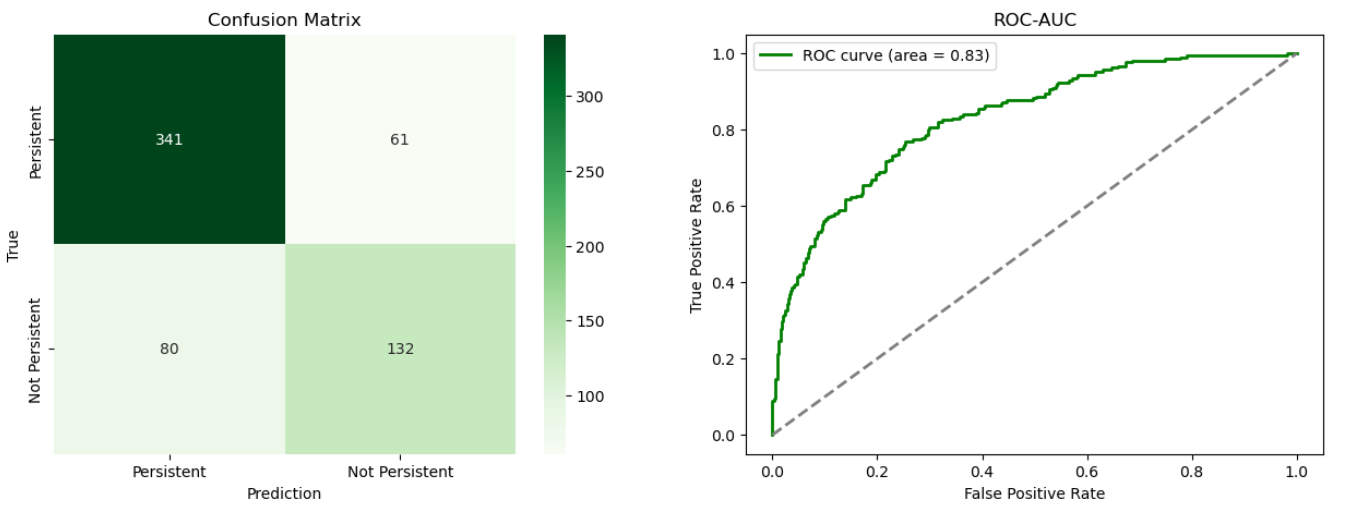 Confusion Matrix
True
Persistent
Not Persistent
341
61
80
132
Persistent
Not Persistent
Prediction
300
250
200
150
100
ROC-AUC
ROC curve (area = 0.83)
True Positive Rate
1.0
0.8
0.6
0.4
0.2
0.0
0.0
0.2
0.4
0.6
0.8
1.0
False Positive Rate